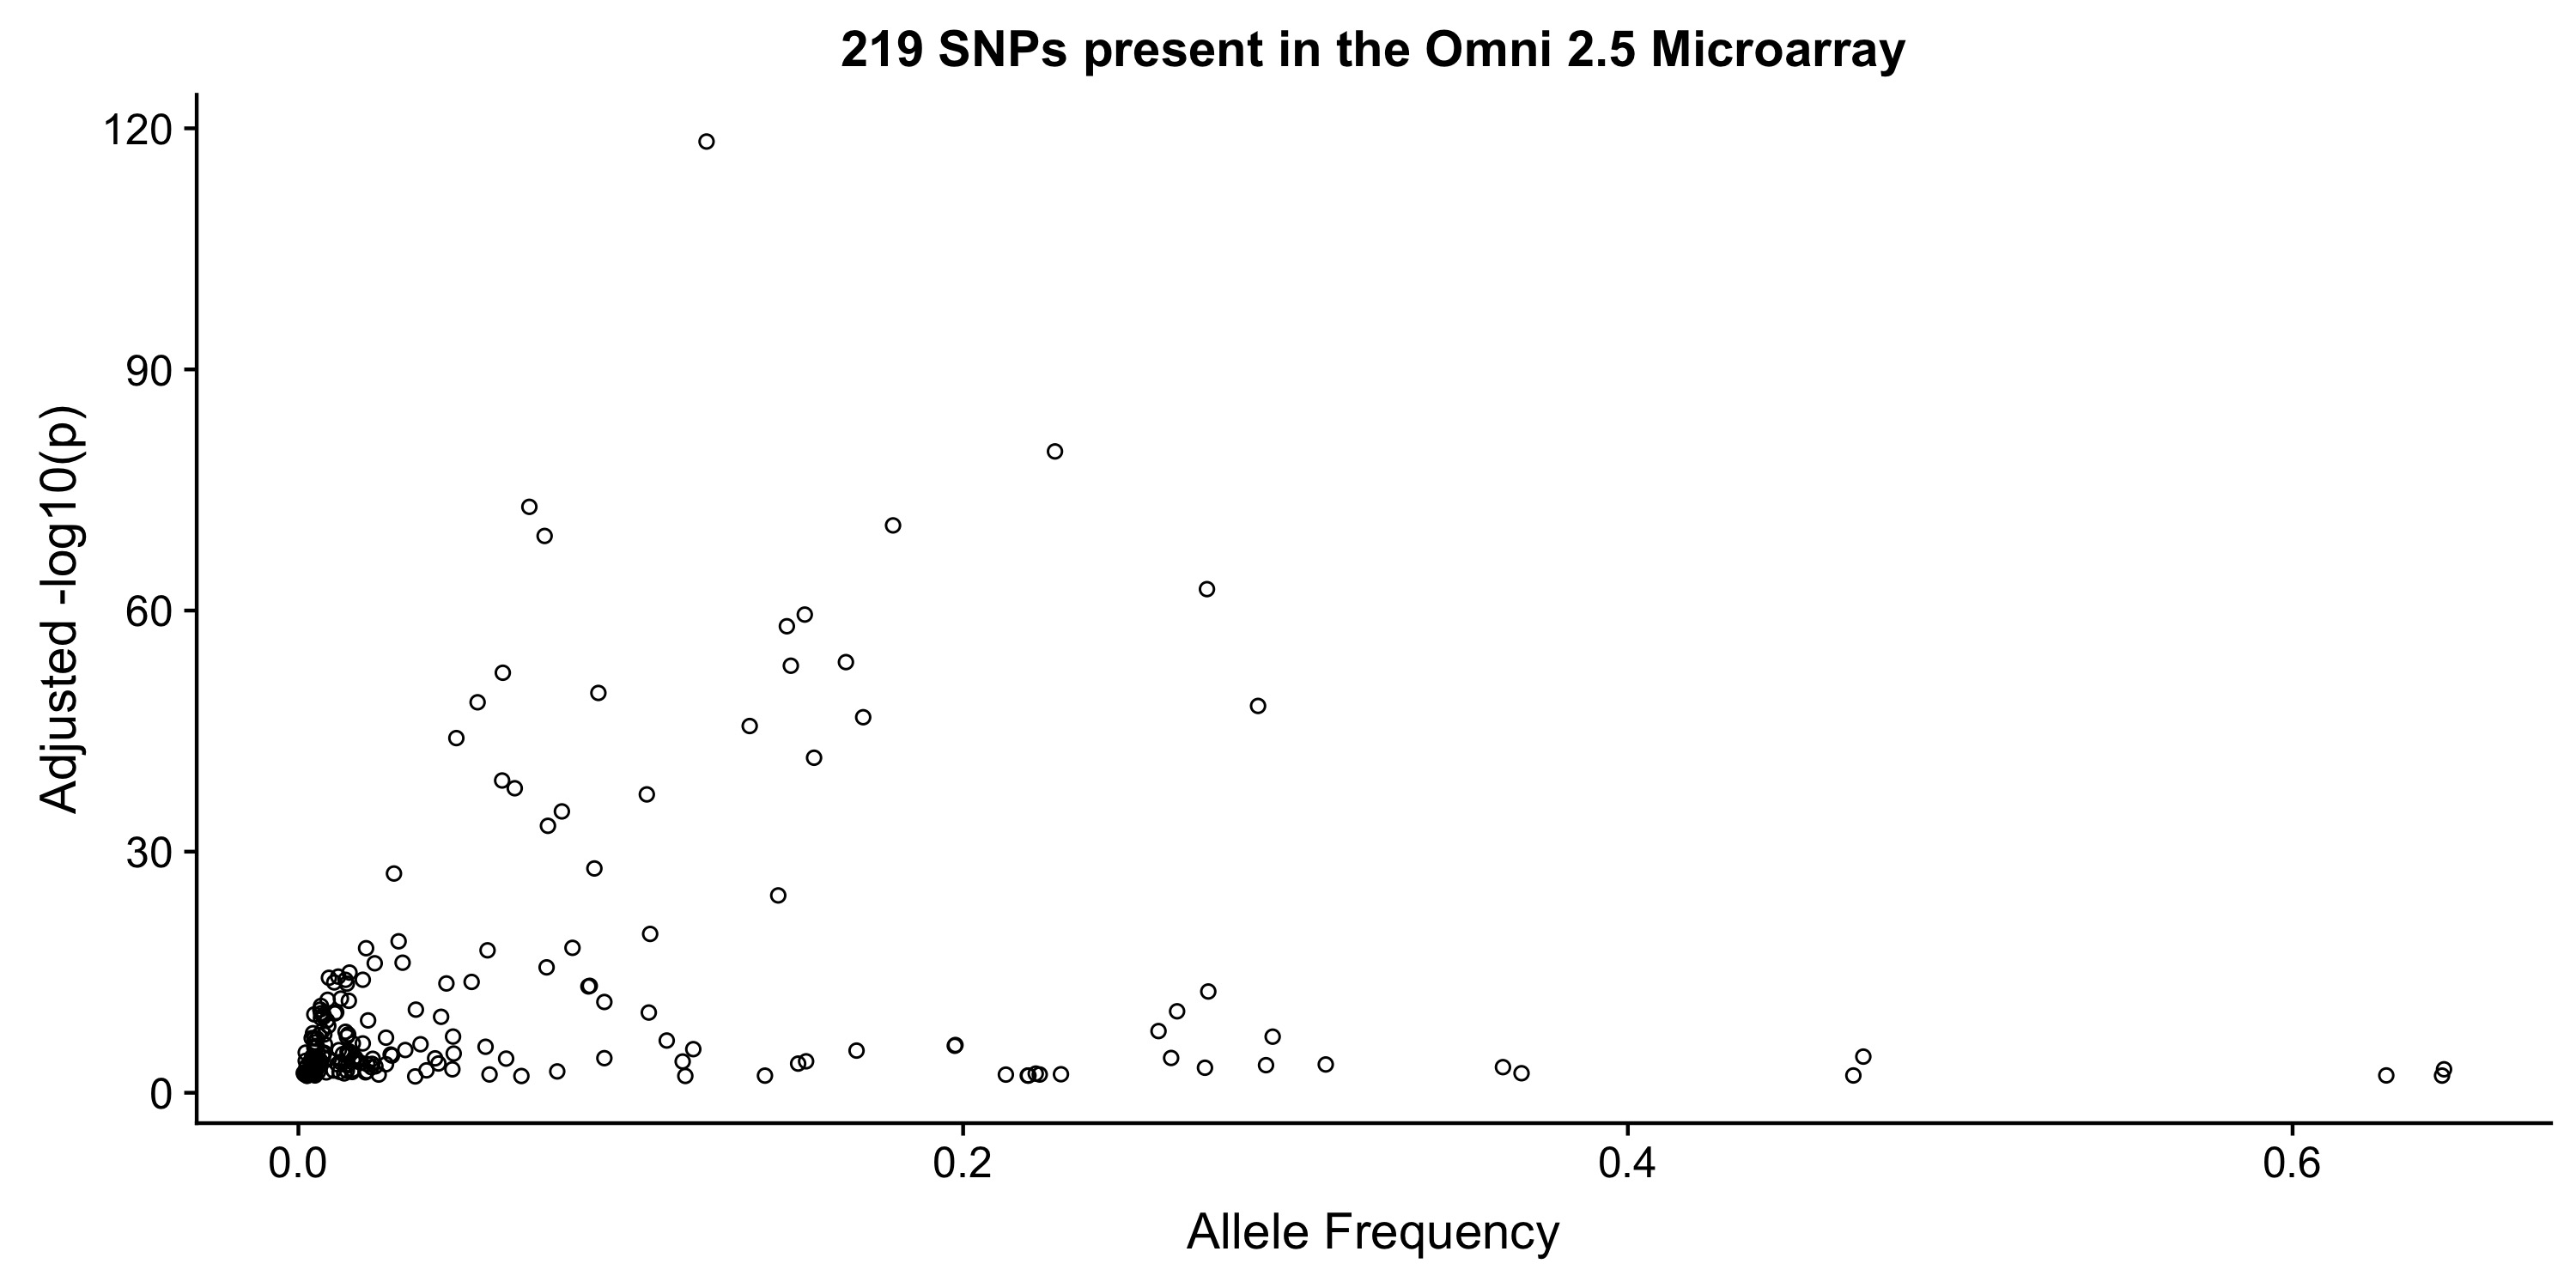 219 SNPs present in the Omni 2.5 Microarray
120
90
60
30
0
Adjusted -log10(p)
0.0 0.2 0.4 0.6
Allele Frequency